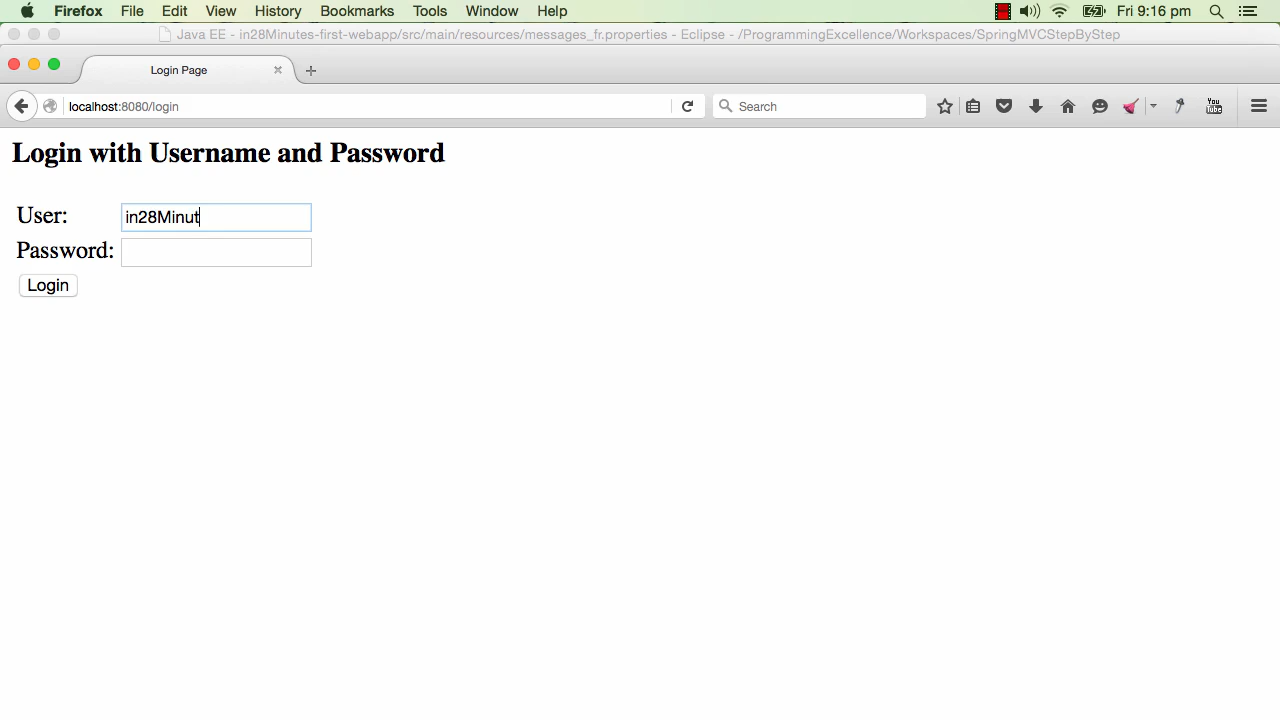 Firefox File Edit View History Bookmarks Tools Window Help Fri 9:16 pm
Java EE - in28Minutes-first-webapp/src/main/resources/messages_fr.properties - Eclipse - /ProgrammingExcellence/Workspaces/SpringMVCStepByStep
Login Page
localhost:8080/login Search You Tube
Login with Username and Password
User: in28Minut
Password:
Login